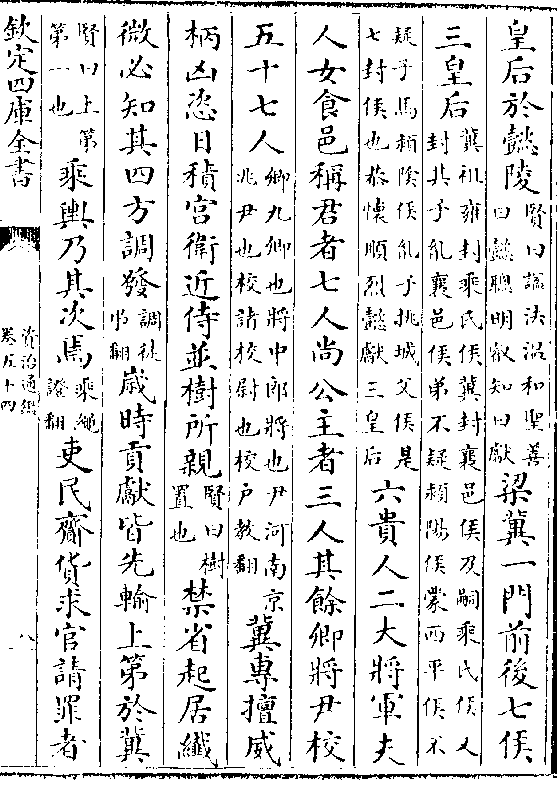 皇后於懿陵賢曰謚法温和聖善曰懿聰明叡知曰獻梁冀一門前後七侯
三皇后冀祖雍封乘氏侯冀封襄邑侯及嗣乘氏侯又封其子亂襄邑侯弟不疑潁陽侯蒙西平侯不疑子馬潁陰侯亂子挑城父侯是七封侯也恭懷順烈懿獻三皇后六貴人二大將軍夫
人女食邑稱君者七人尚公主者三人其餘卿將尹校
五十七人卿九卿也將中郎將也尹河南京兆尹也校諸校尉也校户教翻冀專擅威
柄凶恣日積宫衛近侍並樹所親賢曰樹置也禁省起居纖
微必知其四方調發調徒弔翻歲時貢獻皆先輸上第於冀
賢曰上第第一也乘輿乃其次焉乘繩證翻吏民齎貨求官請罪者
欽定四庫全書
資治通鑑
卷五十四
八